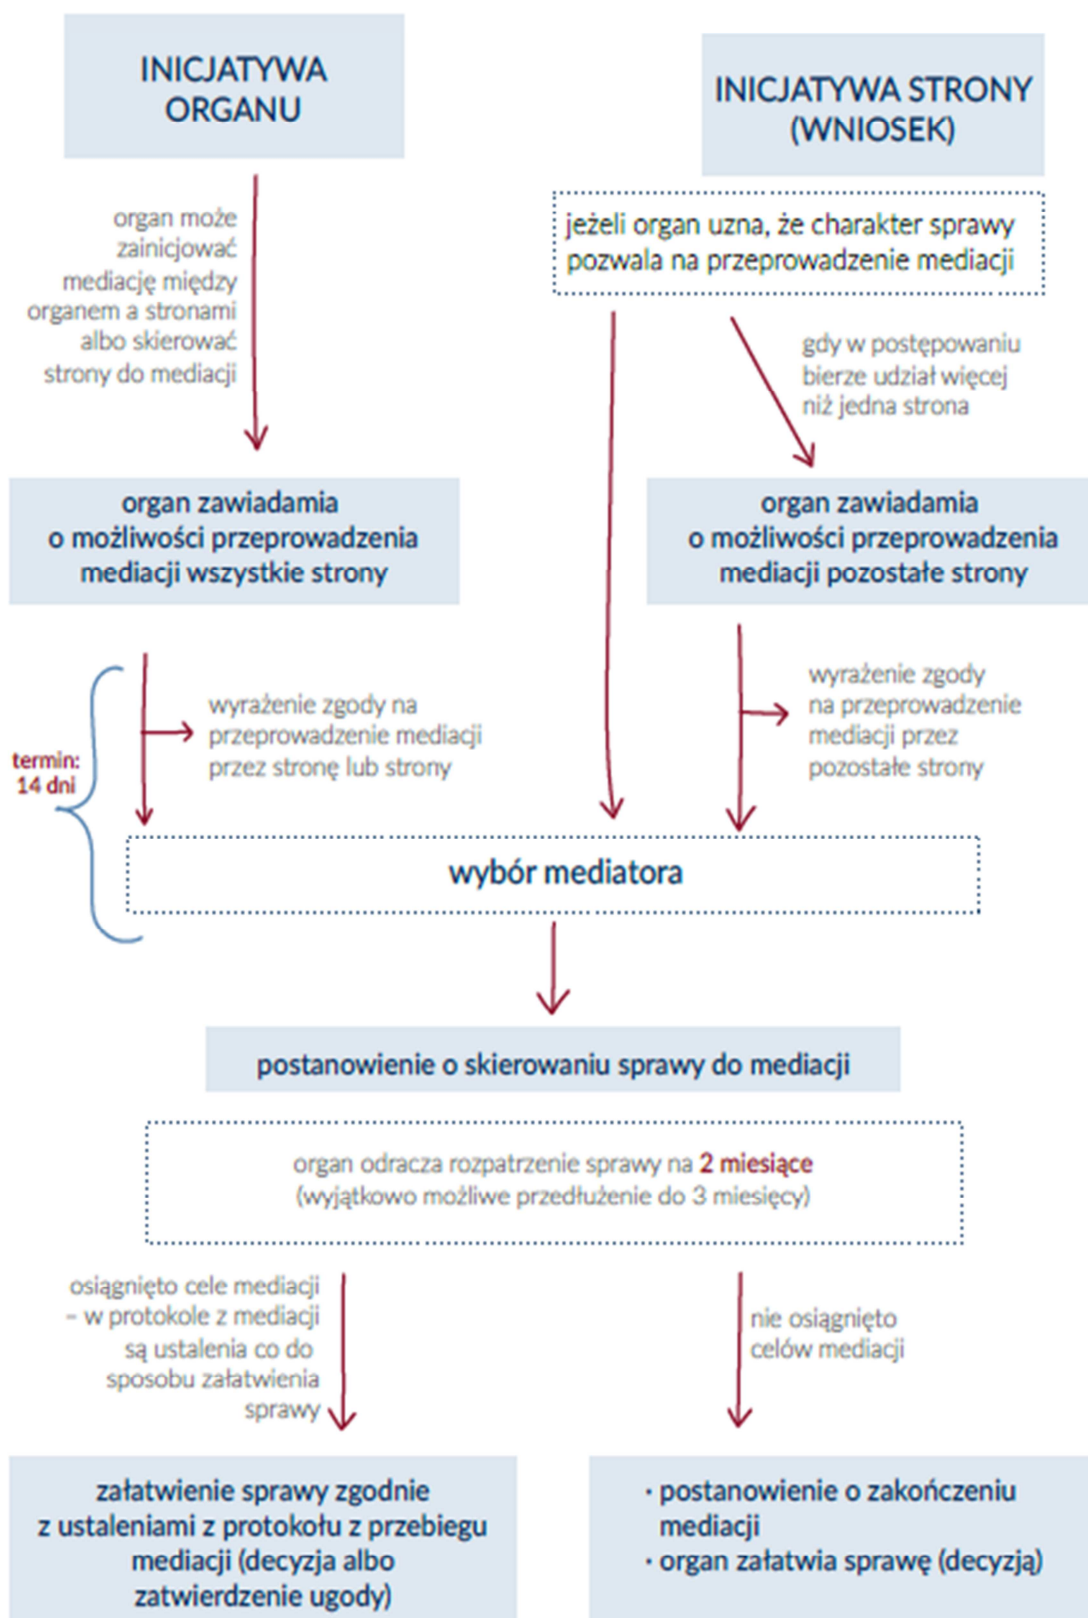 INICJATYWA
ORGANU
INICJATYWA STRONY
(WNIOSEK)
organ może
zainicjować
mediację między
organem a stronami
albo skierować
strony do mediacji
jeżeli organ uzna, że charakter sprawy
pozwala na przeprowadzenie mediacji
gdy w postępowaniu
bierze udział więcej
niż jedna strona
organ zawiadamia
o możliwości przeprowadzenia
mediacji wszystkie strony
organ zawiadamia
o możliwości przeprowadzenia
mediacji pozostałe strony
termin:
14 dni
wyrażenie zgody na
przeprowadzenie mediacji
przez stronę lub strony
wyrażenie zgody
na przeprowadzenie
mediacji przez
pozostałe strony
wybór mediatora
postanowienie o skierowaniu sprawy do mediacji
organ odracza rozpatrzenie sprawy na 2 miesiące
(wyjątkowo możliwe przedłużenie do 3 miesięcy)
osiągnięto cele mediacji
– w protokole z mediacji
są ustalenia co do
sposobu załatwienia
sprawy
nie osiągnięto
celów mediacji
załatwienie sprawy zgodnie
z ustaleniami z protokołu z przebiegu
mediacji (decyzja albo
zatwierdzenie ugody)
· postanowienie o zakończeniu
mediacji
· organ załatwia sprawę (decyzją)